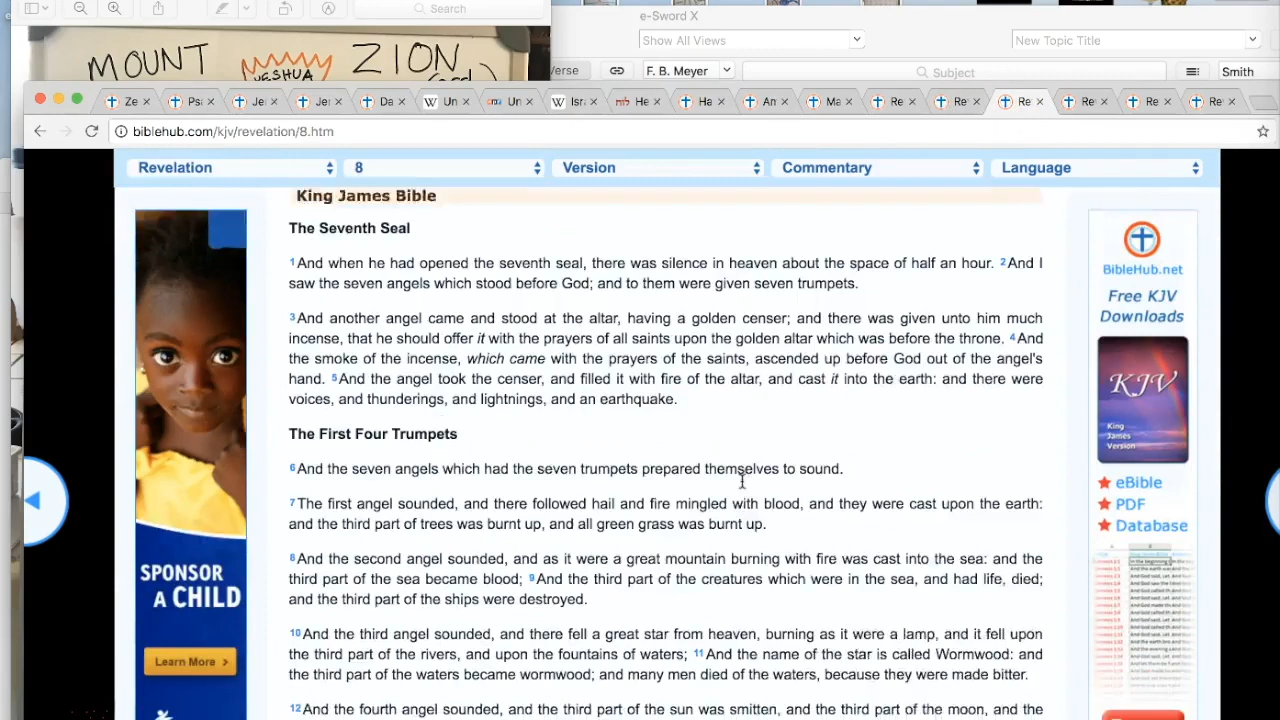 Search
MOUNT YESHUA ZION
e-Sword X
Show All Views
New Topic Title
erse
F. B. Meyer
Subject
Smith
Ze
Psa
Je
Jer
Da
Un
Un
Isra
He
Ha
An
Ma
Re
Re
Re
Re
Re
Rev
biblehub.com/kjv/revelation/8.htm
Revelation
8
Version
Commentary
Language
King James Bible
The Seventh Seal
1And when he had opened the seventh seal, there was silence in heaven about the space of half an hour. 2And I
saw the seven angels which stood before God; and to them were given seven trumpets.
3And another angel came and stood at the altar, having a golden censer; and there was given unto him much
incense, that he should offer it with the prayers of all saints upon the golden altar which was before the throne. 4And
the smoke of the incense, which came with the prayers of the saints, ascended up before God out of the angel's
hand. 5And the angel took the censer, and filled it with fire of the altar, and cast it into the earth: and there were
voices, and thunderings, and lightnings, and an earthquake.
The First Four Trumpets
6And the seven angels which had the seven trumpets prepared themselves to sound.
7The first angel sounded, and there followed hail and fire mingled with blood, and they were cast upon the earth:
and the third part of trees was burnt up, and all green grass was burnt up.
8And the second angel sounded, and as it were a great mountain burning with fire was cast into the sea: and the
third part of the sea became blood; 9And the third part of the creatures which were in the sea, and had life, died;
and the third part of the ships were destroyed.
10And the third angel sounded, and there fell a great star from heaven, burning as it were a lamp, and it fell upon
the third part of the rivers, and upon the fountains of waters; 11And the name of the star is called Wormwood: and
the third part of the waters became wormwood; and many men died of the waters, because they were made bitter.
12And the fourth angel sounded, and the third part of the sun was smitten, and the third part of the moon, and the
SPONSOR
A CHILD
Learn More
BibleHub.net
Free KJV
Downloads
KJV
King
James
Version
eBible
PDF
Database